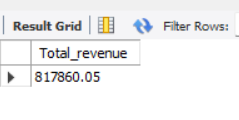 Result Grid Filter Rows:
Total_revenue
817860.05